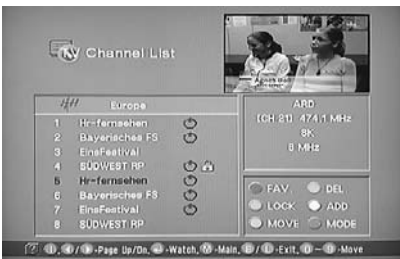 TV Channel List
All Europe
1 Hr-fernsehen
2 Bayerisches FS
3 EinsFestival
4 SÜDWEST RP
5 Hr-fernsehen
6 Bayerisches FS
7 EinsFestival
8 SÜDWEST RP
ARD
[CH 21] 474.1 MHz
8K
8 MHz
FAV. DEL
LOCK ADD
MOVE MODE
-Page Up/Dn, -Watch, -Main, -Exit, -Move